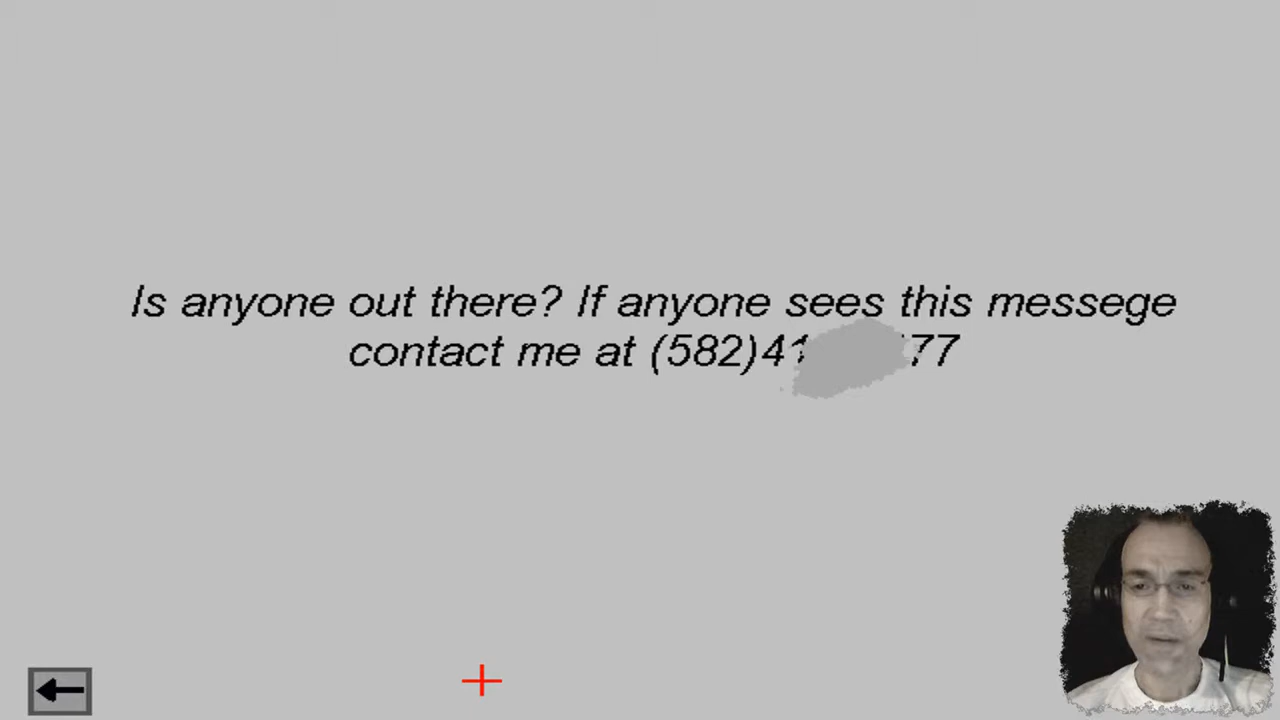 Is anyone out there? If anyone sees this messege
contact me at (582)41 77